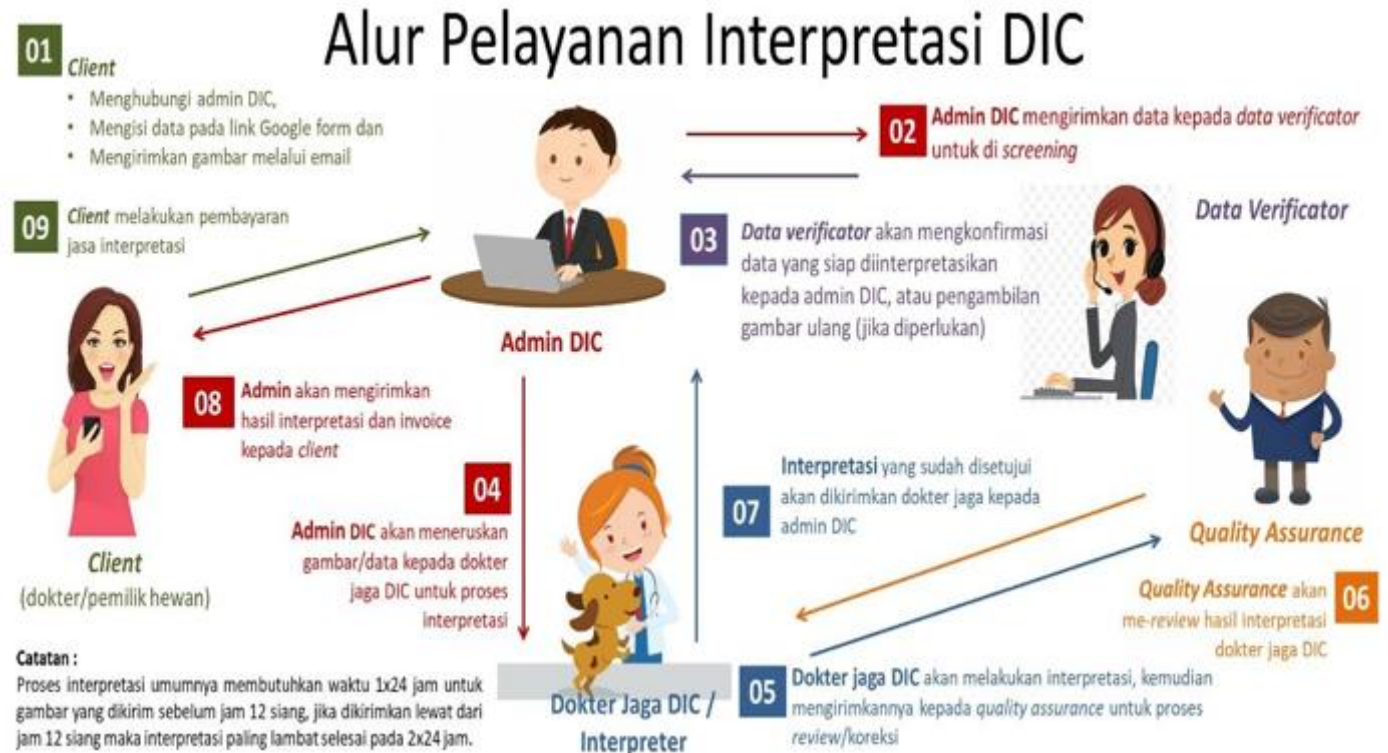 Alur Pelayanan Interpretasi DIC
01
Client
• Menghubungi admin DIC,
• Mengisi data pada link Google form dan
• Mengirimkan gambar melalui email
02
Admin DIC mengirimkan data kepada data verificator
untuk di screening
Data Verificator
03
Data verificator akan mengkonfirmasi
data yang siap diinterpretasikan
kepada admin DIC, atau pengambilan
gambar ulang (jika diperlukan)
09
Client melakukan pembayaran
jasa interpretasi
Admin DIC
08
Admin akan mengirimkan
hasil interpretasi dan invoice
kepada client
04
Admin DIC akan meneruskan
gambar/data kepada dokter
jaga DIC untuk proses
interpretasi
07
Interpretasi yang sudah disetujui
akan dikirimkan dokter jaga kepada
admin DIC
Quality Assurance
06
Quality Assurance akan
me-review hasil interpretasi
dokter jaga DIC
Client
(dokter/pemilik hewan)
Catatan :
Proses interpretasi umumnya membutuhkan waktu 1x24 jam untuk
gambar yang dikirim sebelum jam 12 siang, jika dikirimkan lewat dari
jam 12 siang maka interpretasi paling lambat selesai pada 2x24 jam.
Dokter Jaga DIC /
Interpreter
05
Dokter jaga DIC akan melakukan interpretasi, kemudian
mengirimkannya kepada quality assurance untuk proses
review/koreksi